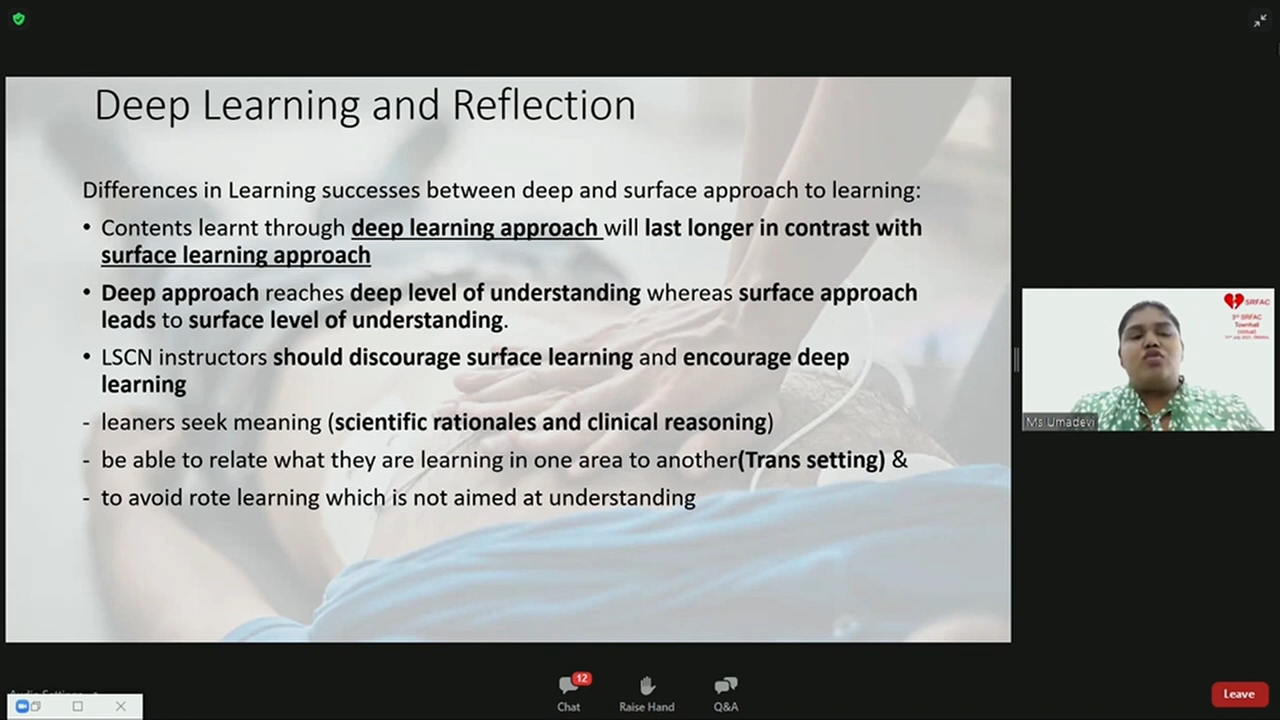 Deep Learning and Reflection
Differences in Learning successes between deep and surface approach to learning:
• Contents learnt through deep learning approach will last longer in contrast with
surface learning approach
• Deep approach reaches deep level of understanding whereas surface approach
leads to surface level of understanding.
• LSCN instructors should discourage surface learning and encourage deep
learning
- leaners seek meaning (scientific rationales and clinical reasoning)
- be able to relate what they are learning in one area to another(Trans setting) &
- to avoid rote learning which is not aimed at understanding
SRFAC
3rd SRFAC
Townhall
Ms Umadevi
12
Chat
Raise Hand
Q&A
Leave